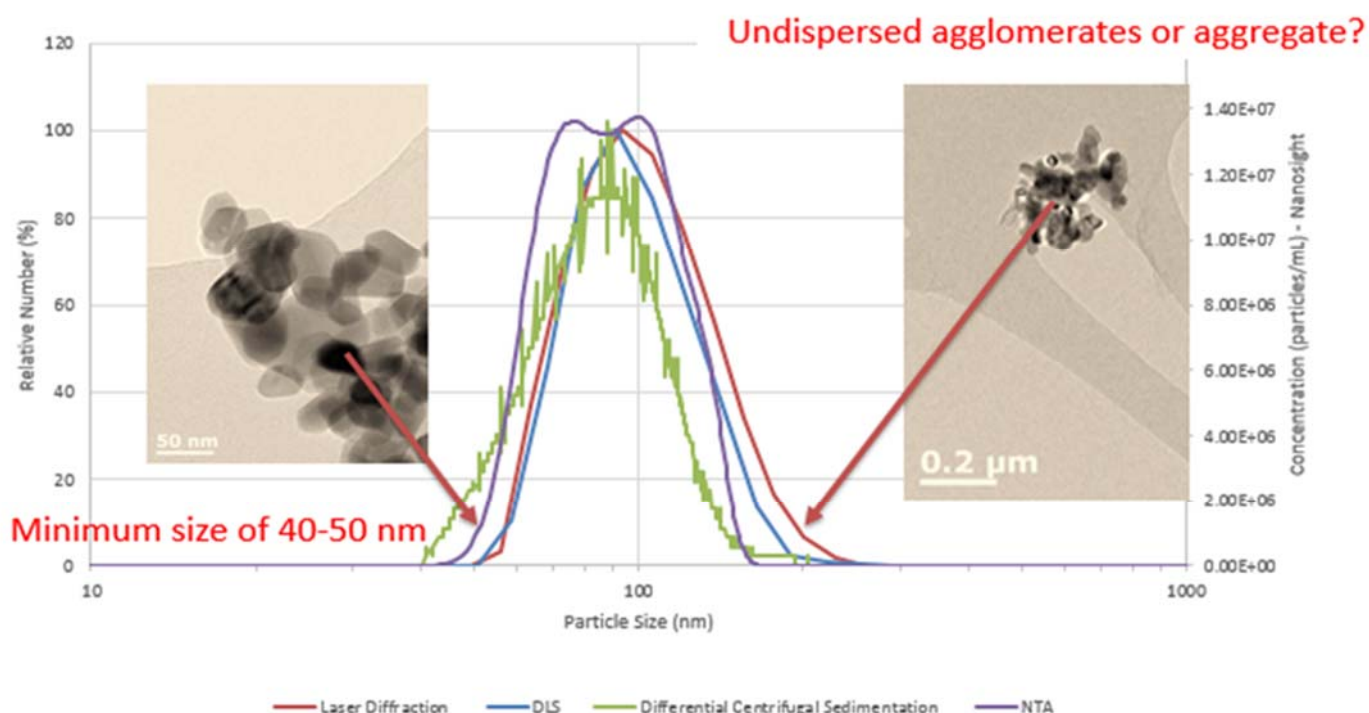 Undispersed agglomerates or aggregate?
120
100
80
60
40
20
0
Relative Number (%)
1.40E+07
1.20E+07
1.00E+07
8.00E+06
6.00E+06
4.00E+06
2.00E+06
0.00E+00
Concentration (particles/mL) - Nanosight
50 nm
0.2 µm
Minimum size of 40-50 nm
10
100
1000
Particle Size (nm)
Laser Diffraction
DLS
Differential Centrifugal Sedimentation
NTA